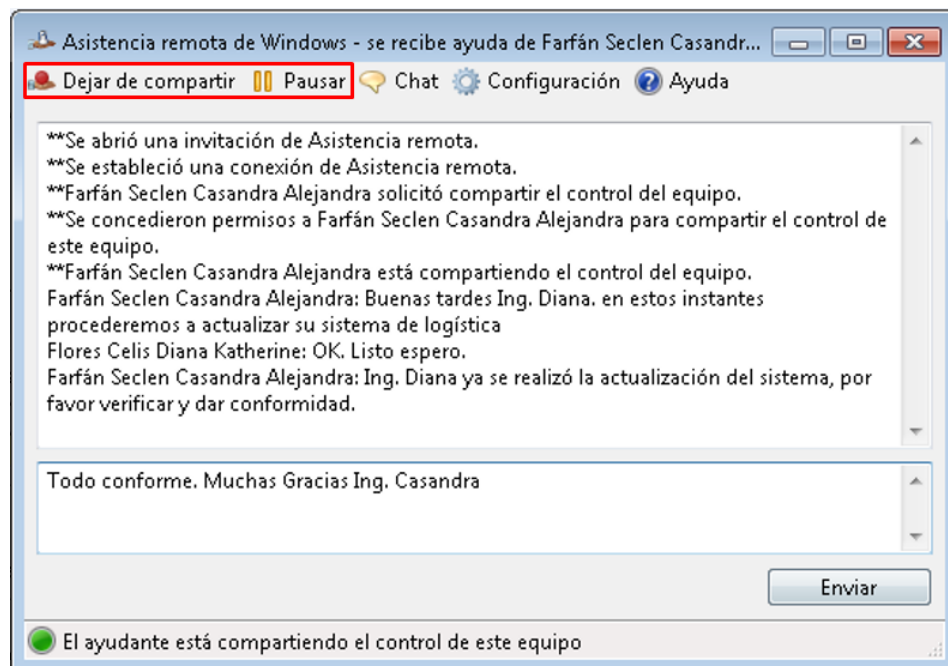 Asistencia remota de Windows - se recibe ayuda de Farfán Seclen Casandr...
Dejar de compartir Pausar Chat Configuración Ayuda
**Se abrió una invitación de Asistencia remota.
**Se estableció una conexión de Asistencia remota.
**Farfán Seclen Casandra Alejandra solicitó compartir el control del equipo.
**Se concedieron permisos a Farfán Seclen Casandra Alejandra para compartir el control de
este equipo.
**Farfán Seclen Casandra Alejandra está compartiendo el control del equipo.
Farfán Seclen Casandra Alejandra: Buenas tardes Ing. Diana. en estos instantes
procederemos a actualizar su sistema de logística
Flores Celis Diana Katherine: OK. Listo espero.
Farfán Seclen Casandra Alejandra: Ing. Diana ya se realizó la actualización del sistema, por
favor verificar y dar conformidad.
Todo conforme. Muchas Gracias Ing. Casandra
Enviar
El ayudante está compartiendo el control de este equipo